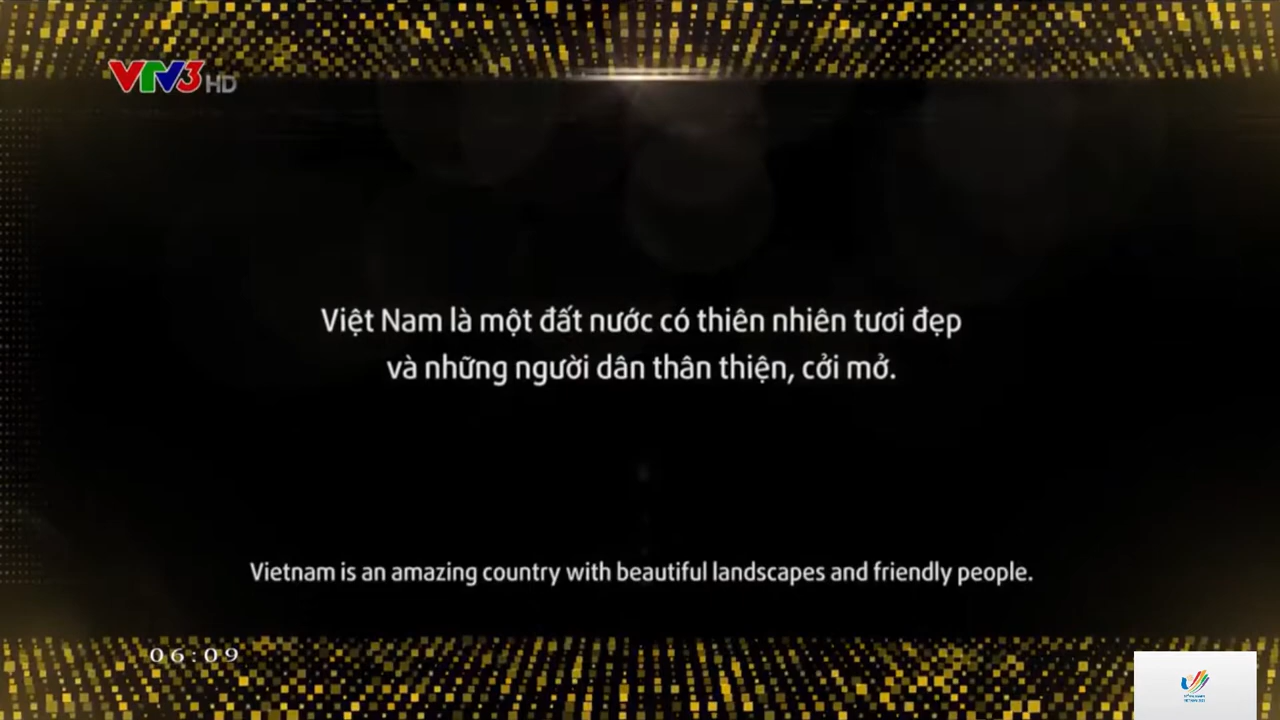 VTV3 HD
Việt Nam là một đất nước có thiên nhiên tươi đẹp
và những người dân thân thiện, cởi mở.
Vietnam is an amazing country with beautiful landscapes and friendly people.
06:09